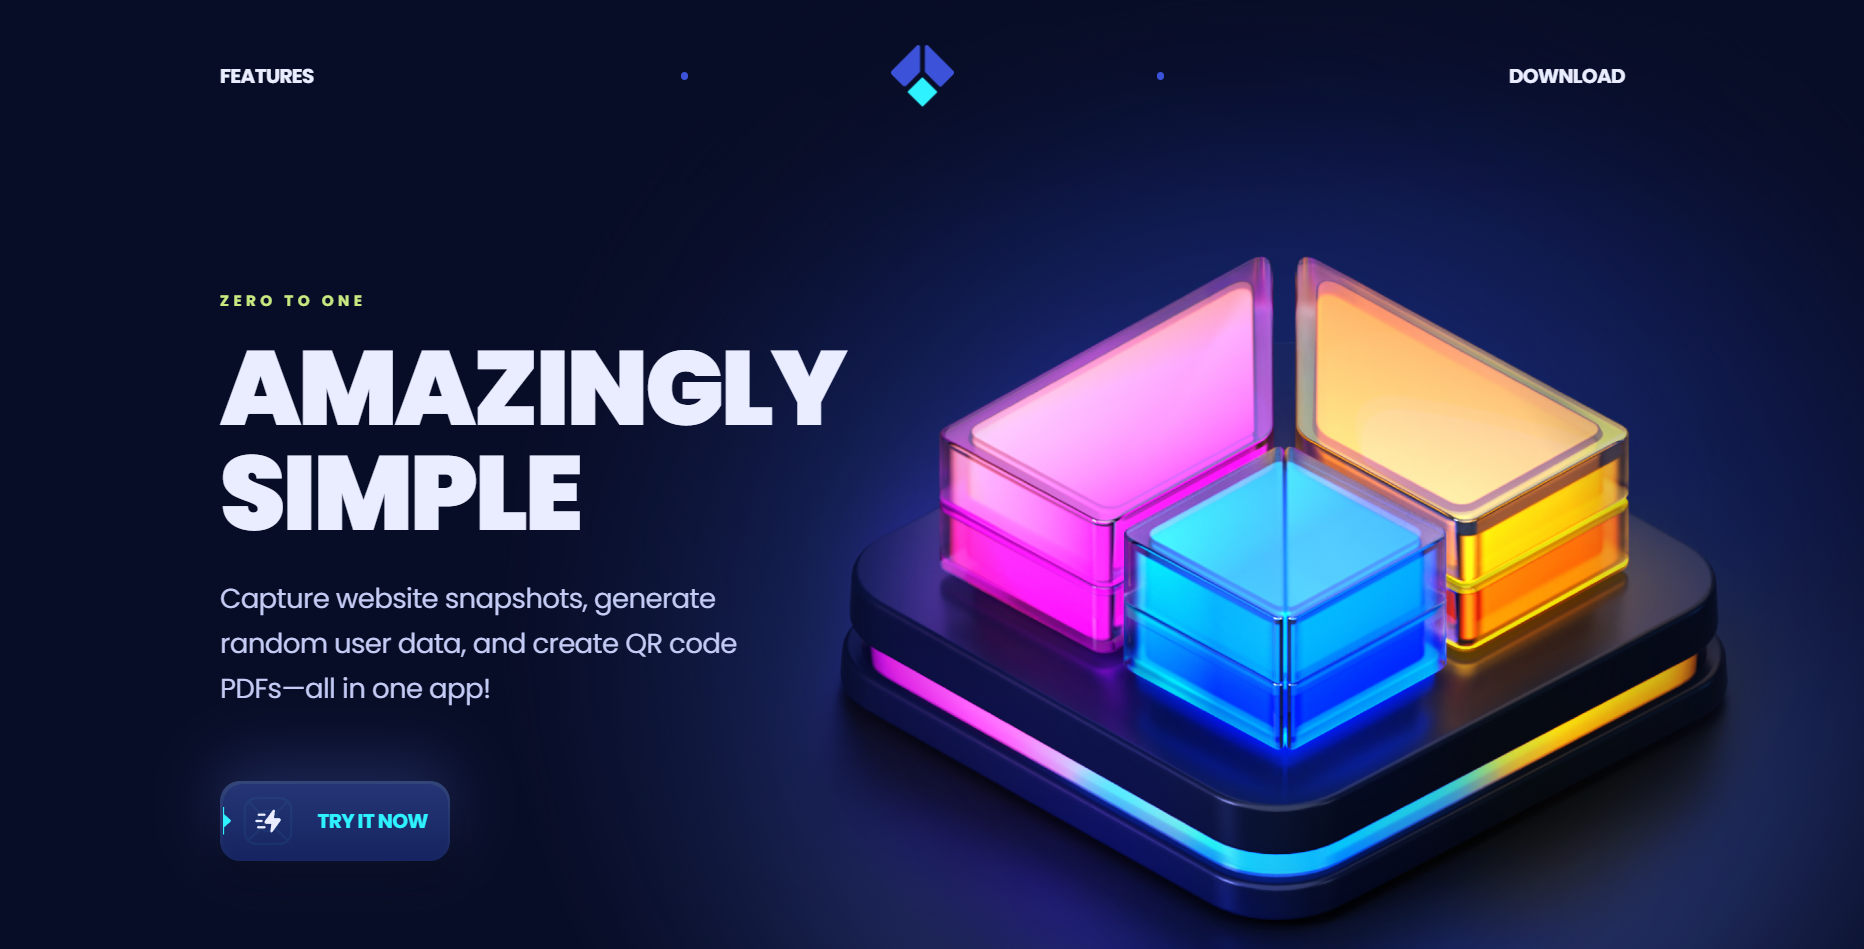 FEATURES
DOWNLOAD
ZERO TO ONE
AMAZINGLY
SIMPLE
Capture website snapshots, generate
random user data, and create QR code
PDFs—all in one app!
TRY IT NOW